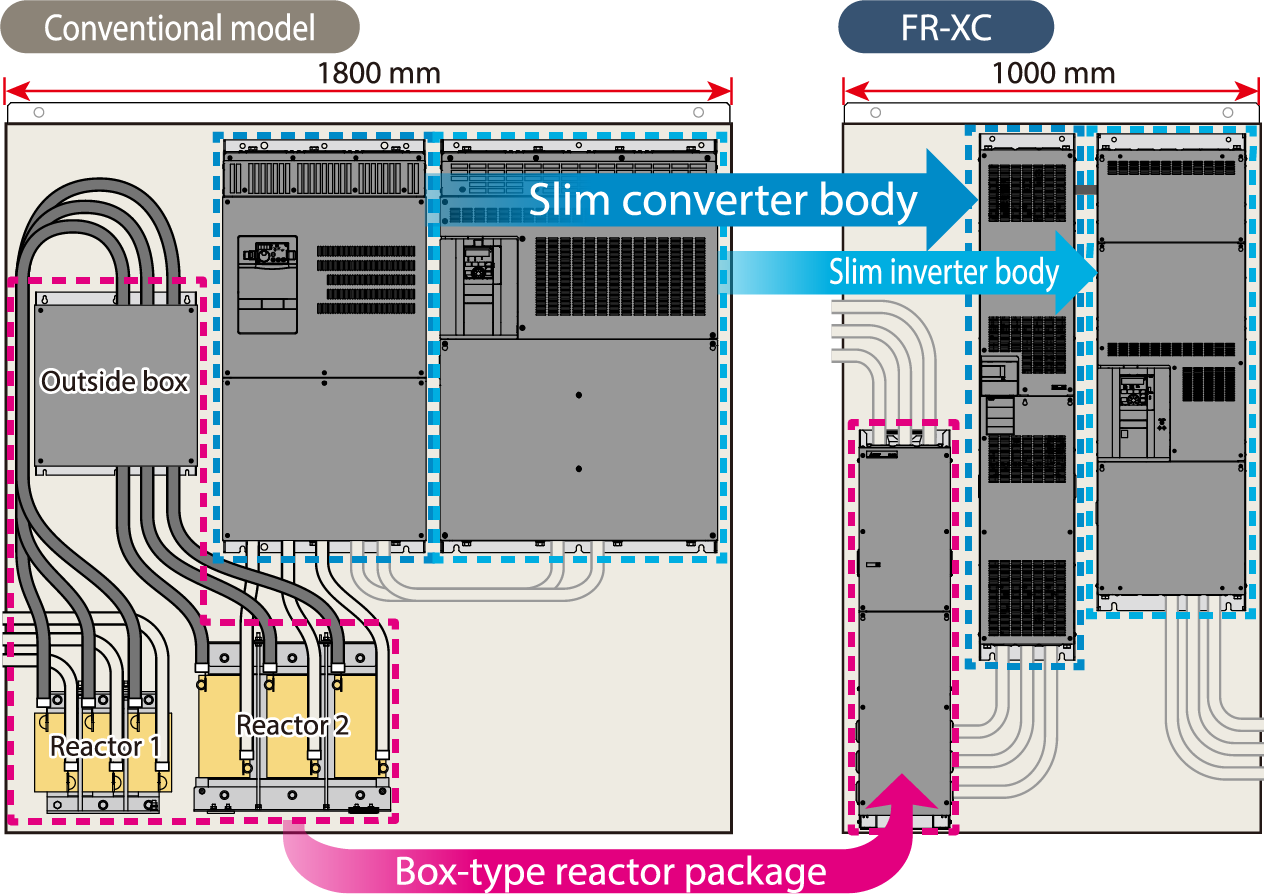 Conventional model
FR-XC
1800 mm
1000 mm
Slim converter body
Slim inverter body
Outside box
Reactor 1
Reactor 2
Box-type reactor package